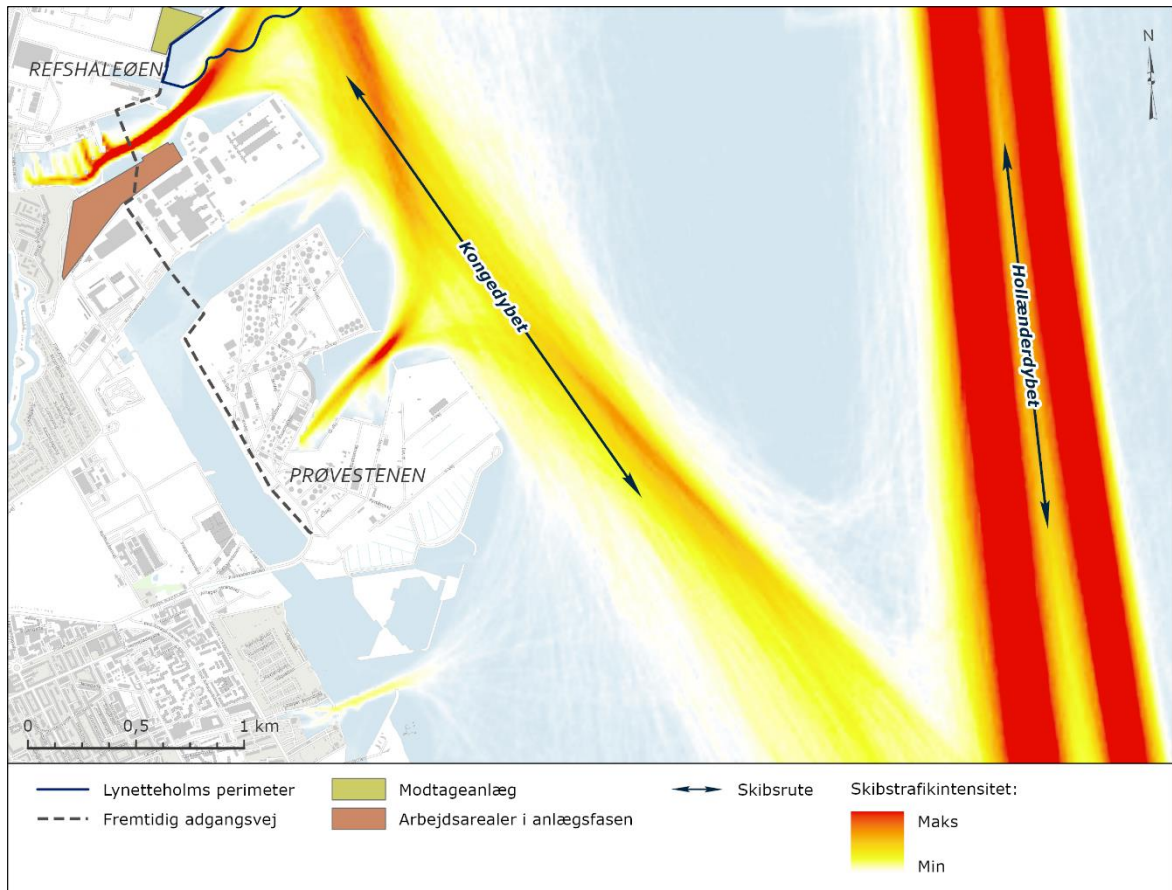 N
REFSHALEØEN
Kongedybet
Hollænderdybet
PRØVESTENEN
0 0,5 1 km
Lynetteholms perimeter
Modtageanlæg
Skibsrute
Skibstrafikintensitet:
Fremtidig adgangsvej
Arbejdsarealer i anlægsfasen
Maks
Min